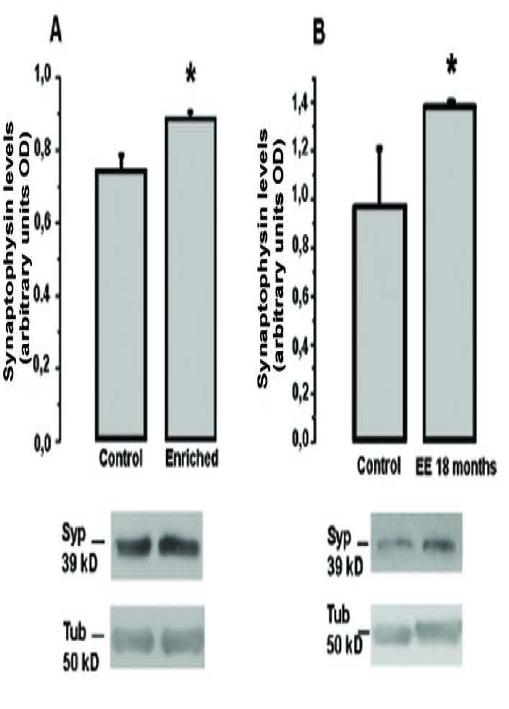 A
*
1,0
0,8
0,6
0,4
0,2
0,0
Synaptophysin levels
(arbitrary units OD)
Control Enriched
Syp
39 kD
Tub
50 kD
B
*
1,4
1,2
1,0
0,8
0,6
0,4
0,2
0,0
Synaptophysin levels
(arbitrary units OD)
Control EE 18 months
Syp
39 kD
Tub
50 kD